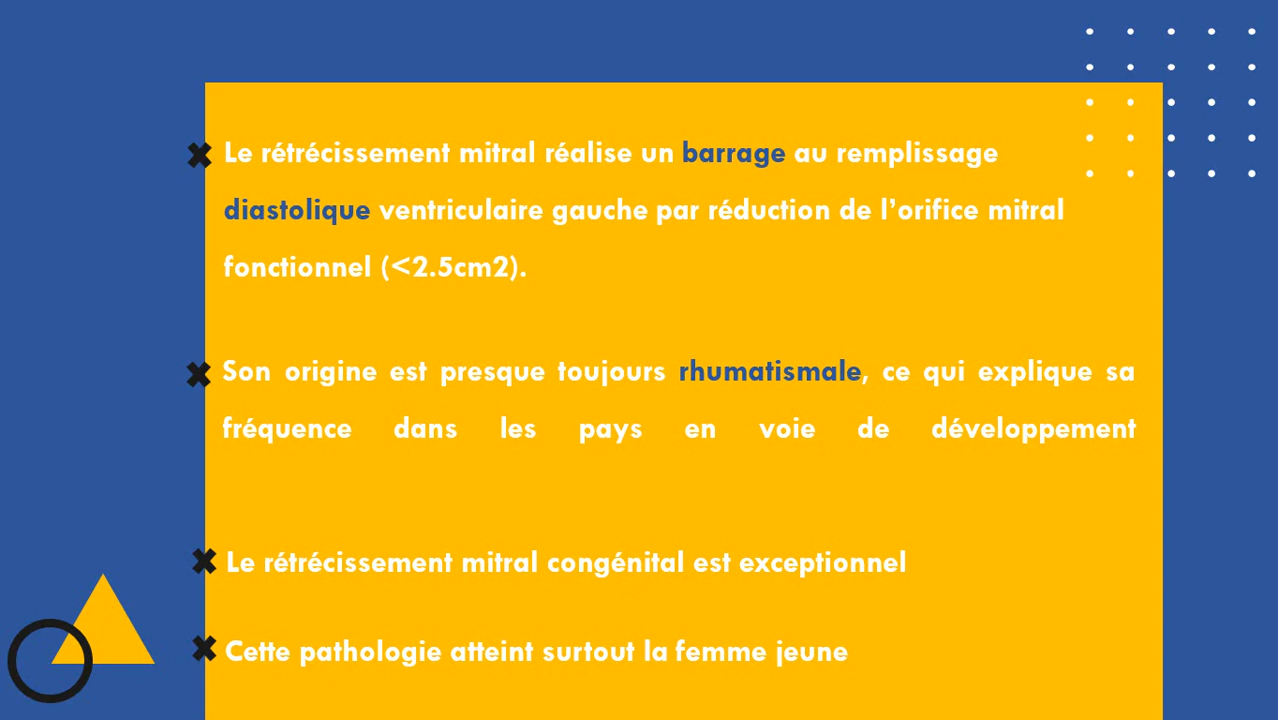 Le rétrécissement mitral réalise un barrage au remplissage
diastolique ventriculaire gauche par réduction de l’orifice mitral
fonctionnel (<2.5cm2).
Son origine est presque toujours rhumatismale, ce qui explique sa
fréquence dans les pays en voie de développement
Le rétrécissement mitral congénital est exceptionnel
Cette pathologie atteint surtout la femme jeune